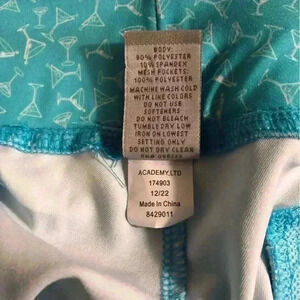 BODY:
90% POLYESTER
10% SPANDEX
MESH POCKETS:
100% POLYESTER
MACHINE WASH COLD
WITH LIKE COLORS
DO NOT USE
SOFTENERS
DO NOT BLEACH
TUMBLE DRY LOW
IRON ON LOWEST
SETTING ONLY
DO NOT DRY CLEAN
ACADEMY,LTD
174903
12/22
Made In China
8429011